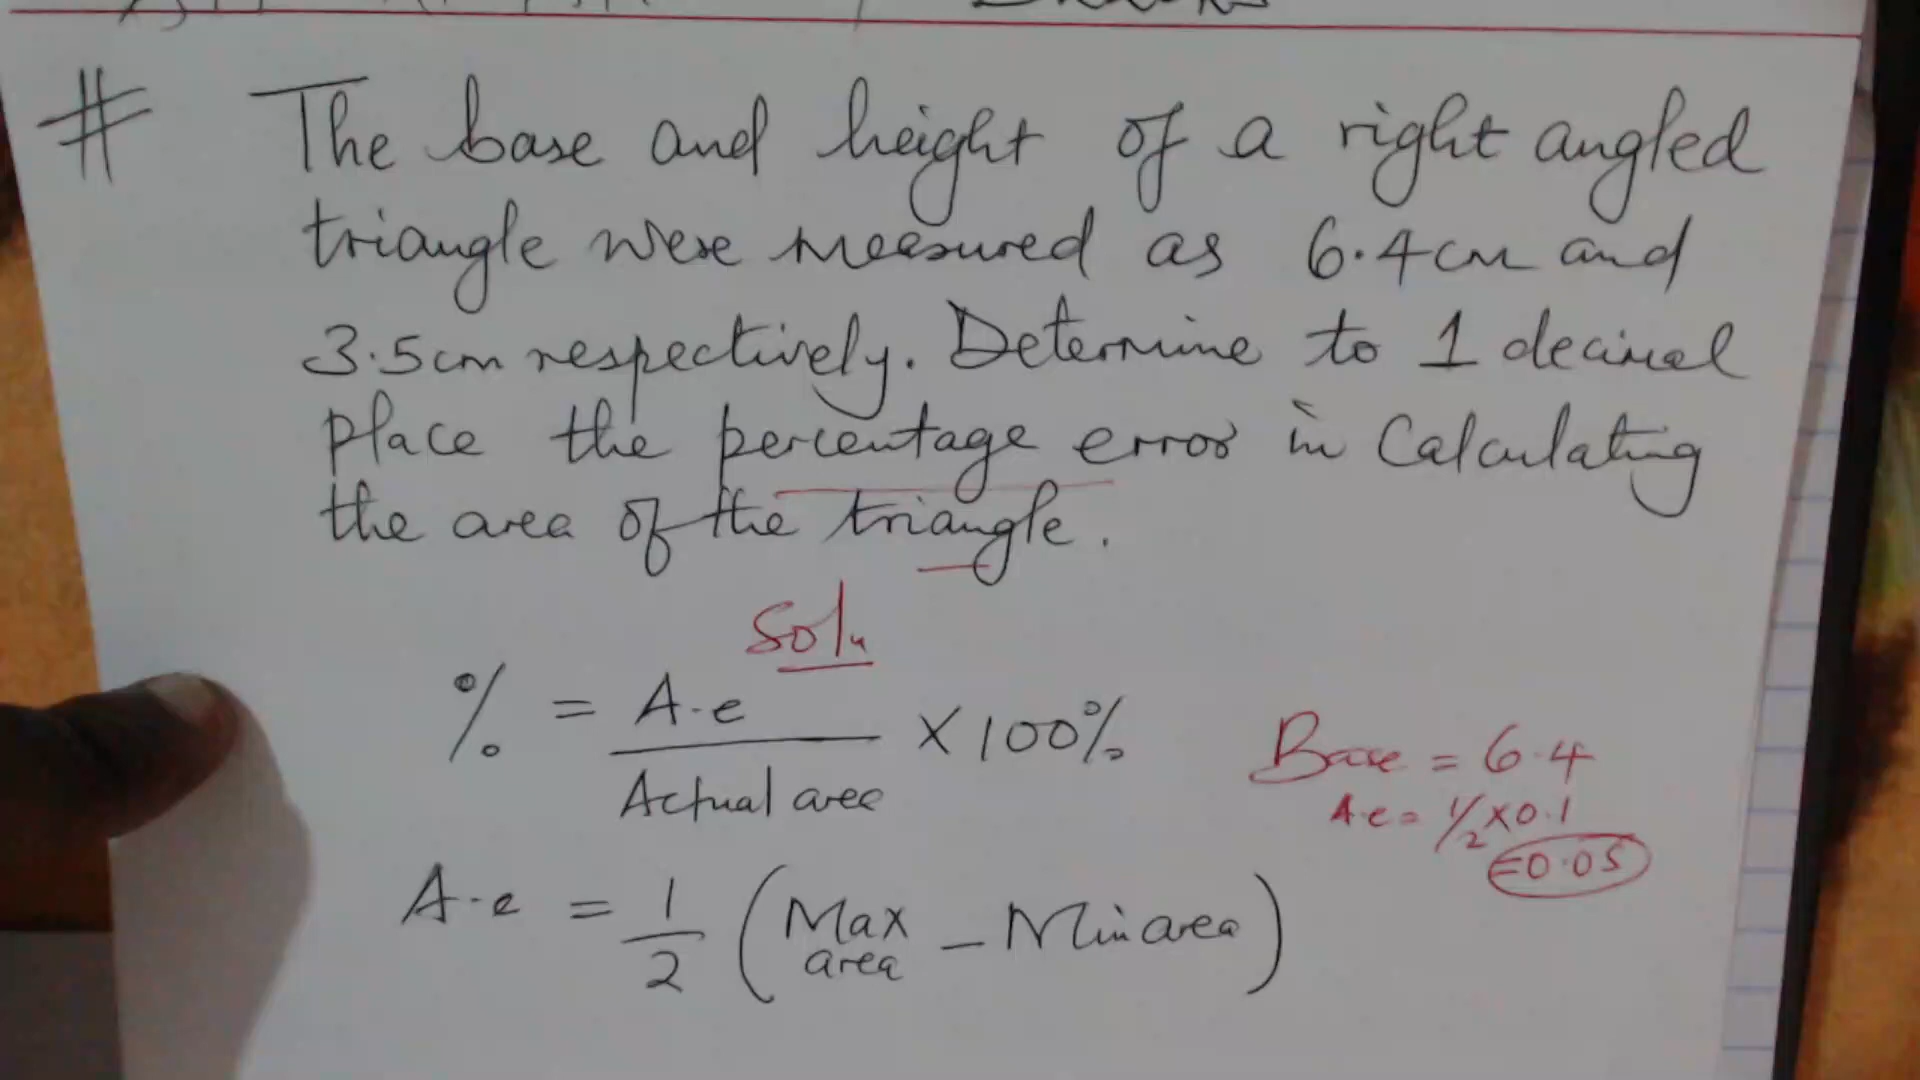 # The base and height of a right angled
triangle were measured as 6.4cm and
3.5cm respectively. Determine to 1 decimal
place the percentage error in Calculating
the area of the triangle.
Soln
% = A.e / Actual area × 100%
Base = 6.4
A.e = 1/2 × 0.1
= 0.05
A.e = 1/2 (Max area - Min area)